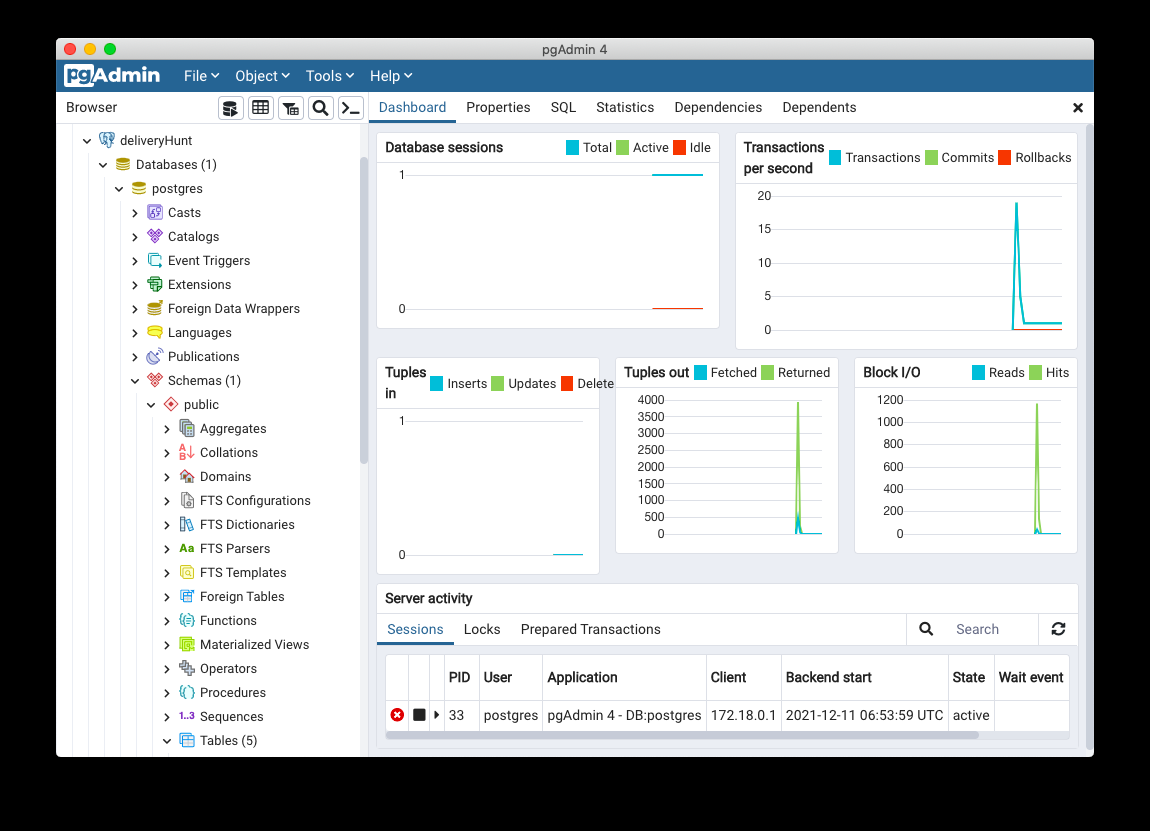 pgAdmin 4
pgAdmin File Object Tools Help
Browser
Dashboard Properties SQL Statistics Dependencies Dependents
deliveryHunt
Databases (1)
postgres
Casts
Catalogs
Event Triggers
Extensions
Foreign Data Wrappers
Languages
Publications
Schemas (1)
public
Aggregates
Collations
Domains
FTS Configurations
FTS Dictionaries
Aa FTS Parsers
FTS Templates
Foreign Tables
Functions
Materialized Views
Operators
Procedures
1..3 Sequences
Tables (5)
Database sessions Total Active Idle
1
0
Transactions per second Transactions Commits Rollbacks
20
15
10
5
0
Tuples in Inserts Updates Delete
1
0
Tuples out Fetched Returned
4000
3500
3000
2500
2000
1500
1000
500
0
Block I/O Reads Hits
1200
1000
800
600
400
200
0
Server activity
Sessions Locks Prepared Transactions Search
PID User Application Client Backend start State Wait event
33 postgres pgAdmin 4 - DB:postgres 172.18.0.1 2021-12-11 06:53:59 UTC active